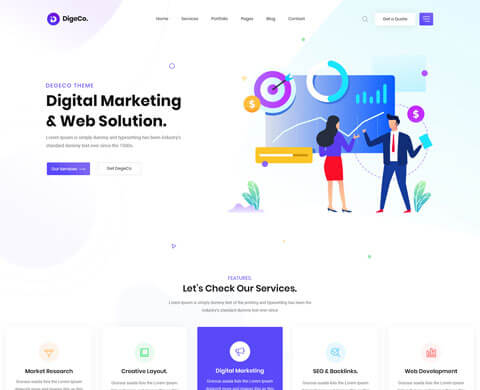 DigeCo.
Home Services Portfolio Pages Blog Contact
Get a Quote
DEGECO THEME
Digital Marketing
& Web Solution.
Lorem Ipsum is simply dummy and typesetting has been industry's
standard dummy text ever since the 1500s.
Our Services
Get DegeCo
FEATURES.
Let's Check Our Services.
Lorem Ipsum is simply dummy text of the printing and typesetting has been
industry's standard dummy text ever since
Market Research
Creative Layout.
Digital Marketing
SEO & Backlinks.
Web Development